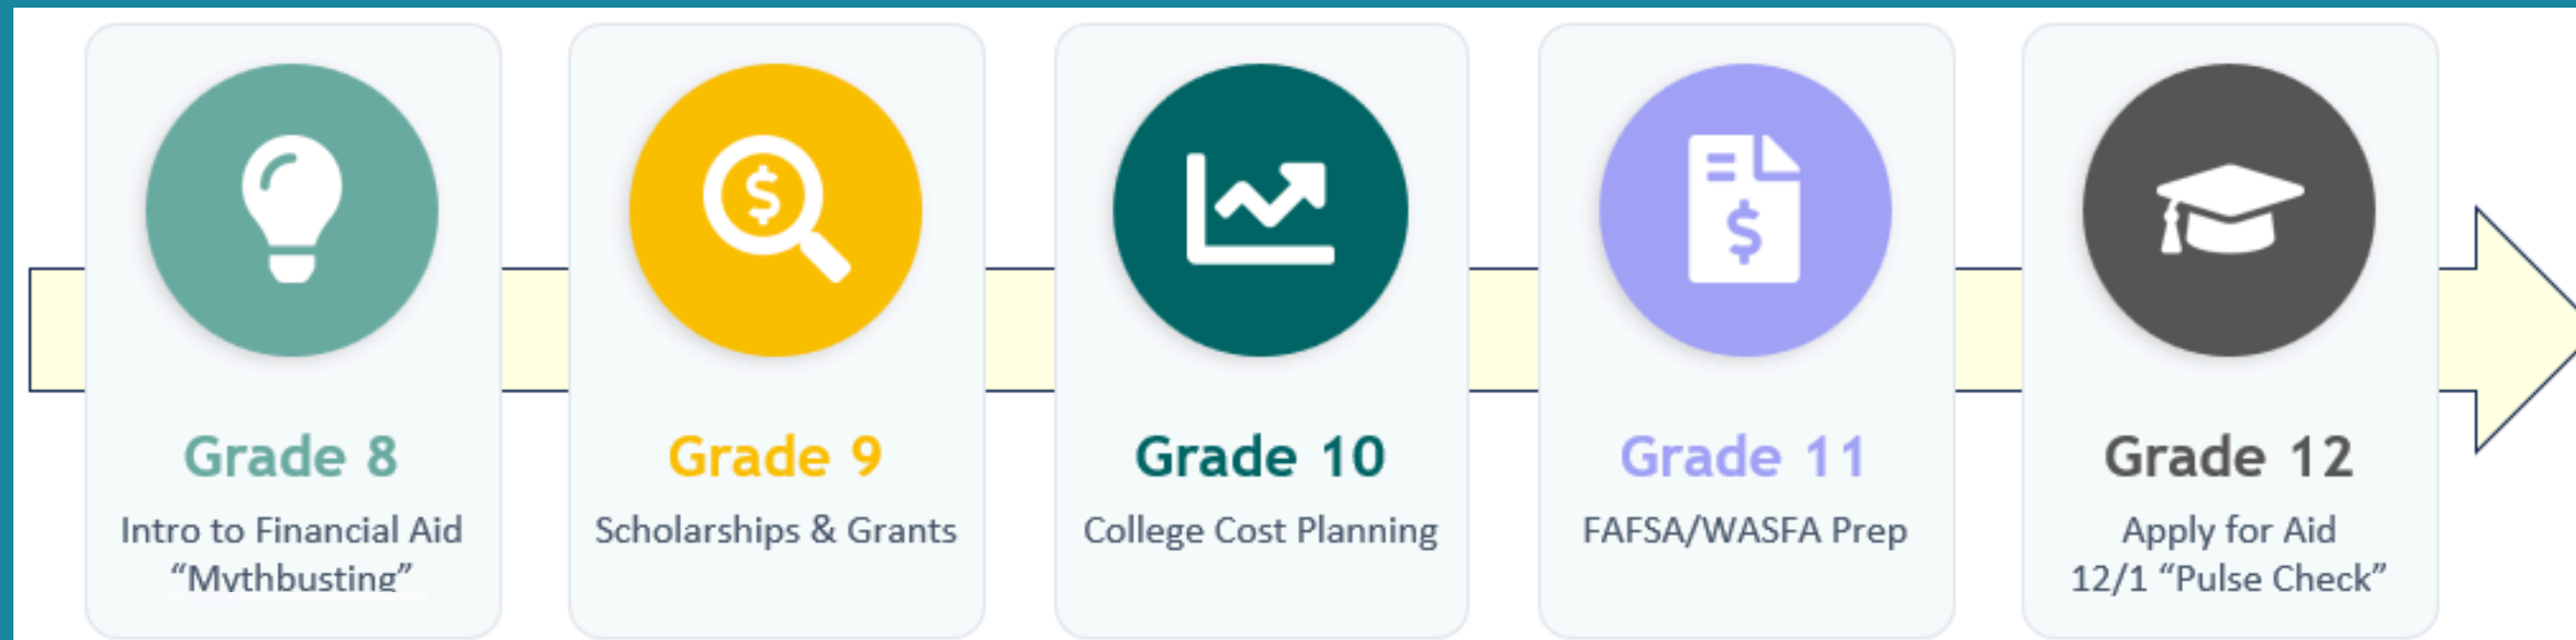 Grade 8
Intro to Financial Aid
“Mythbusting”
Grade 9
Scholarships & Grants
Grade 10
College Cost Planning
Grade 11
FAFSA/WASFA Prep
Grade 12
Apply for Aid
12/1 “Pulse Check”